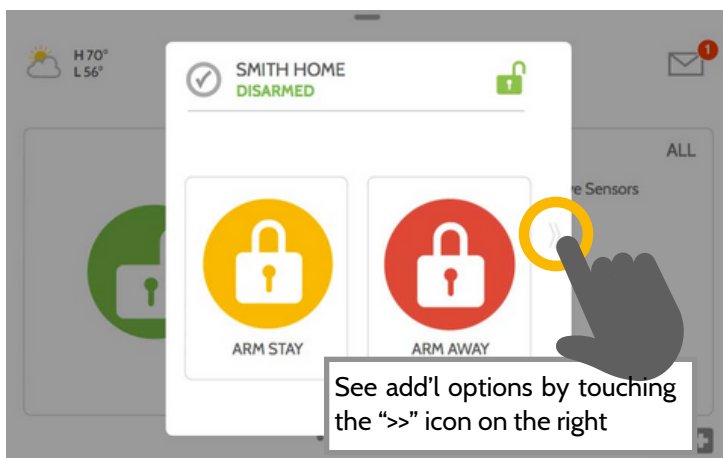 H 70°
L 56°
SMITH HOME
DISARMED
1
ALL
e Sensors
»
ARM STAY
ARM AWAY
See add’l options by touching
the “>>” icon on the right